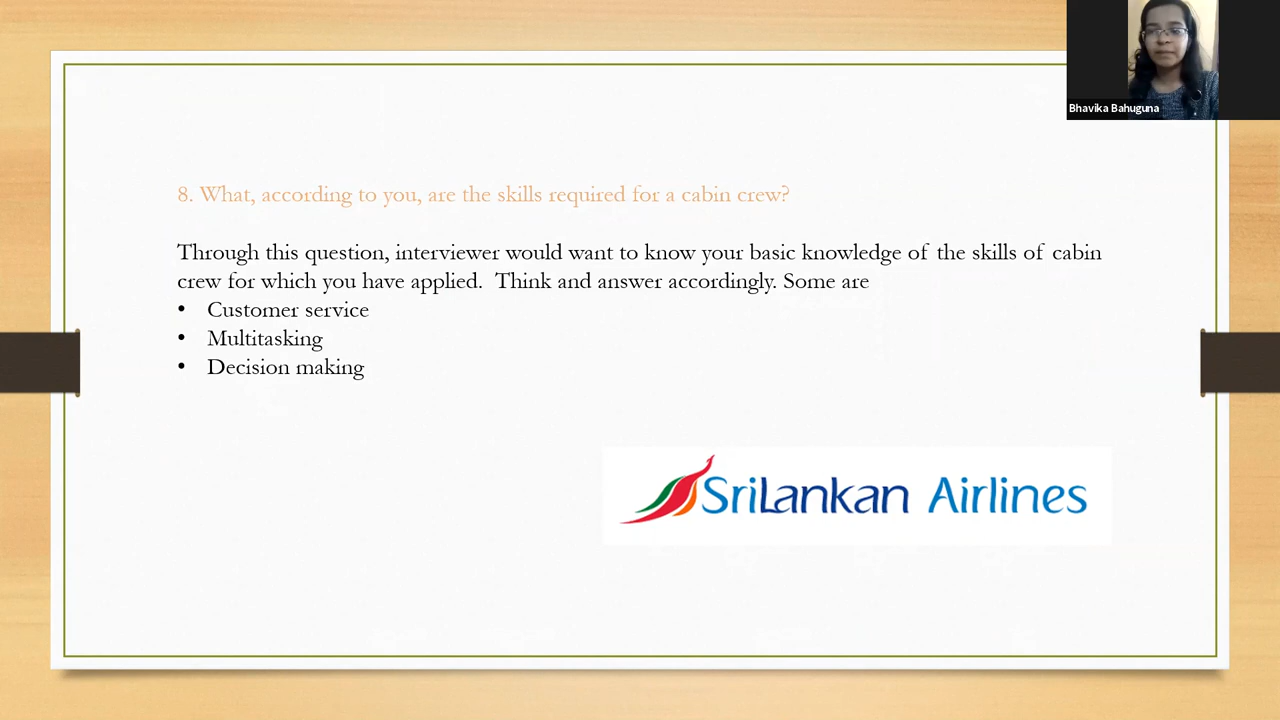 Bhavika Bahuguna
8. What, according to you, are the skills required for a cabin crew?
Through this question, interviewer would want to know your basic knowledge of the skills of cabin
crew for which you have applied.  Think and answer accordingly. Some are
• Customer service
• Multitasking
• Decision making
SriLankan Airlines